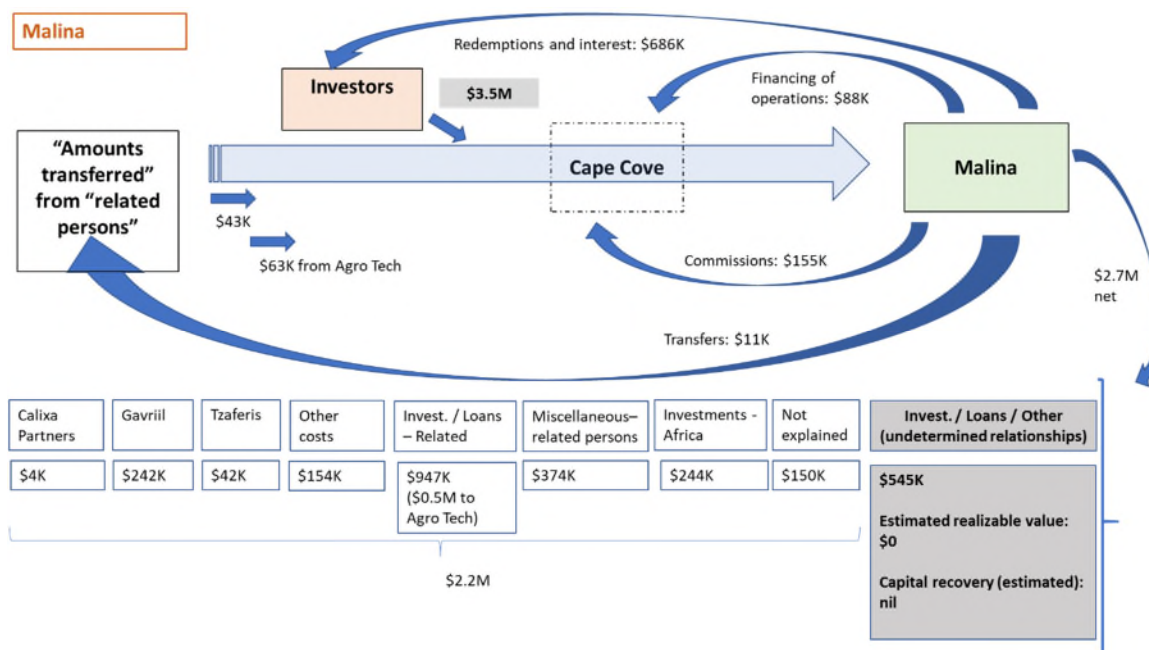 Malina
Redemptions and interest: $686K
Investors
$3.5M
Financing of
operations: $88K
“Amounts
transferred”
from “related
persons”
Cape Cove
Malina
$43K
$63K from Agro Tech
Commissions: $155K
$2.7M
net
Transfers: $11K
Calixa
Partners
Gavriil
Tzaferis
Other
costs
Invest. / Loans
– Related
Miscellaneous–
related persons
Investments -
Africa
Not
explained
Invest. / Loans / Other
(undetermined relationships)
$4K
$242K
$42K
$154K
$947K
($0.5M to
Agro Tech)
$374K
$244K
$150K
$545K
Estimated realizable value:
$0
Capital recovery (estimated):
nil
$2.2M